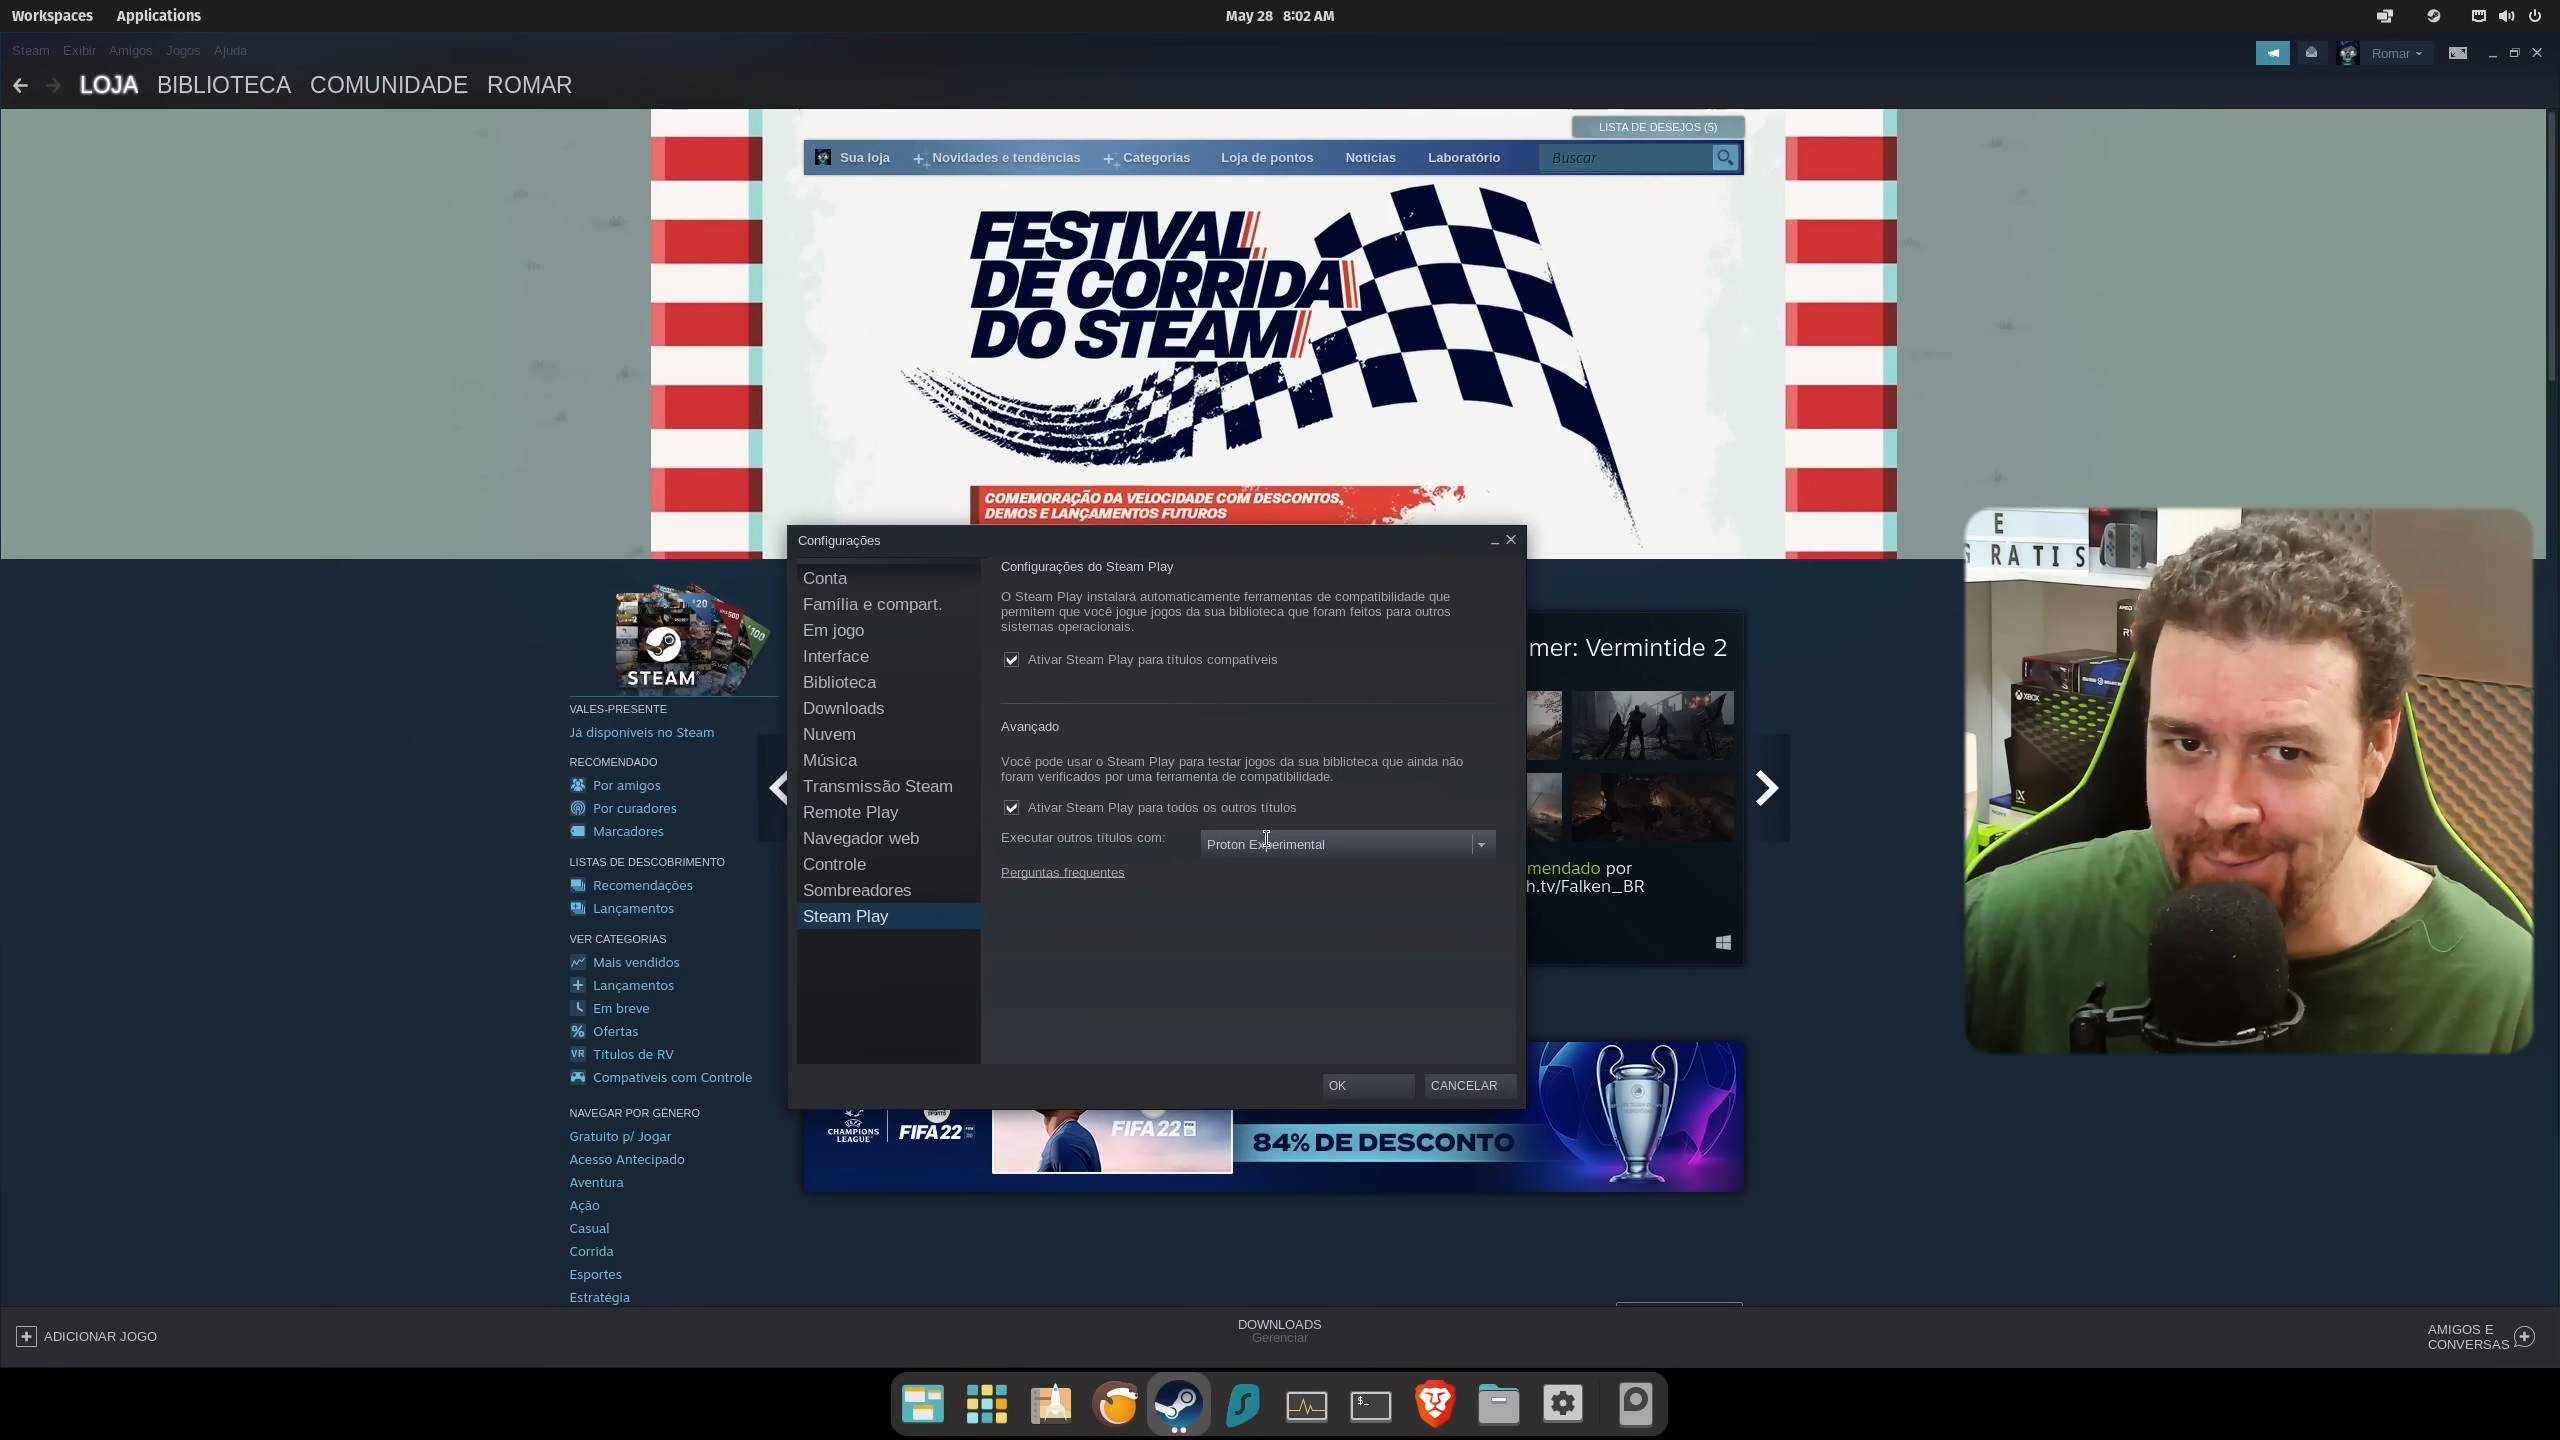 Workspaces Applications
May 28 8:02 AM
Steam Exibir Amigos Jogos Ajuda
Romar
LOJA BIBLIOTECA COMUNIDADE ROMAR
LISTA DE DESEJOS (5)
Sua loja Novidades e tendências Categorias Loja de pontos Notícias Laboratório Buscar
FESTIVAL
DE CORRIDA
DO STEAM
COMEMORAÇÃO DA VELOCIDADE COM DESCONTOS,
DEMOS E LANÇAMENTOS FUTUROS
E
GRATIS
XBOX
STEAM
VALES-PRESENTE
Já disponíveis no Steam
RECOMENDADO
Por amigos
Por curadores
Marcadores
LISTAS DE DESCOBRIMENTO
Recomendações
Lançamentos
VER CATEGORIAS
Mais vendidos
Lançamentos
Em breve
Ofertas
VR Títulos de RV
Compatíveis com Controle
NAVEGAR POR GÊNERO
Gratuito p/ Jogar
Acesso Antecipado
Aventura
Ação
Casual
Corrida
Esportes
Estratégia
Configurações
Conta
Família e compart.
Em jogo
Interface
Biblioteca
Downloads
Nuvem
Música
Transmissão Steam
Remote Play
Navegador web
Controle
Sombreadores
Steam Play
Configurações do Steam Play
O Steam Play instalará automaticamente ferramentas de compatibilidade que
permitem que você jogue jogos da sua biblioteca que foram feitos para outros
sistemas operacionais.
Ativar Steam Play para títulos compatíveis
Avançado
Você pode usar o Steam Play para testar jogos da sua biblioteca que ainda não
foram verificados por uma ferramenta de compatibilidade.
Ativar Steam Play para todos os outros títulos
Executar outros títulos com: Proton Experimental
Perguntas frequentes
OK CANCELAR
mer: Vermintide 2
mendado por
h.tv/Falken_BR
CHAMPIONS
LEAGUE
FIFA 22
FIFA 22
84% DE DESCONTO
ADICIONAR JOGO
DOWNLOADS
Gerenciar
AMIGOS E
CONVERSAS